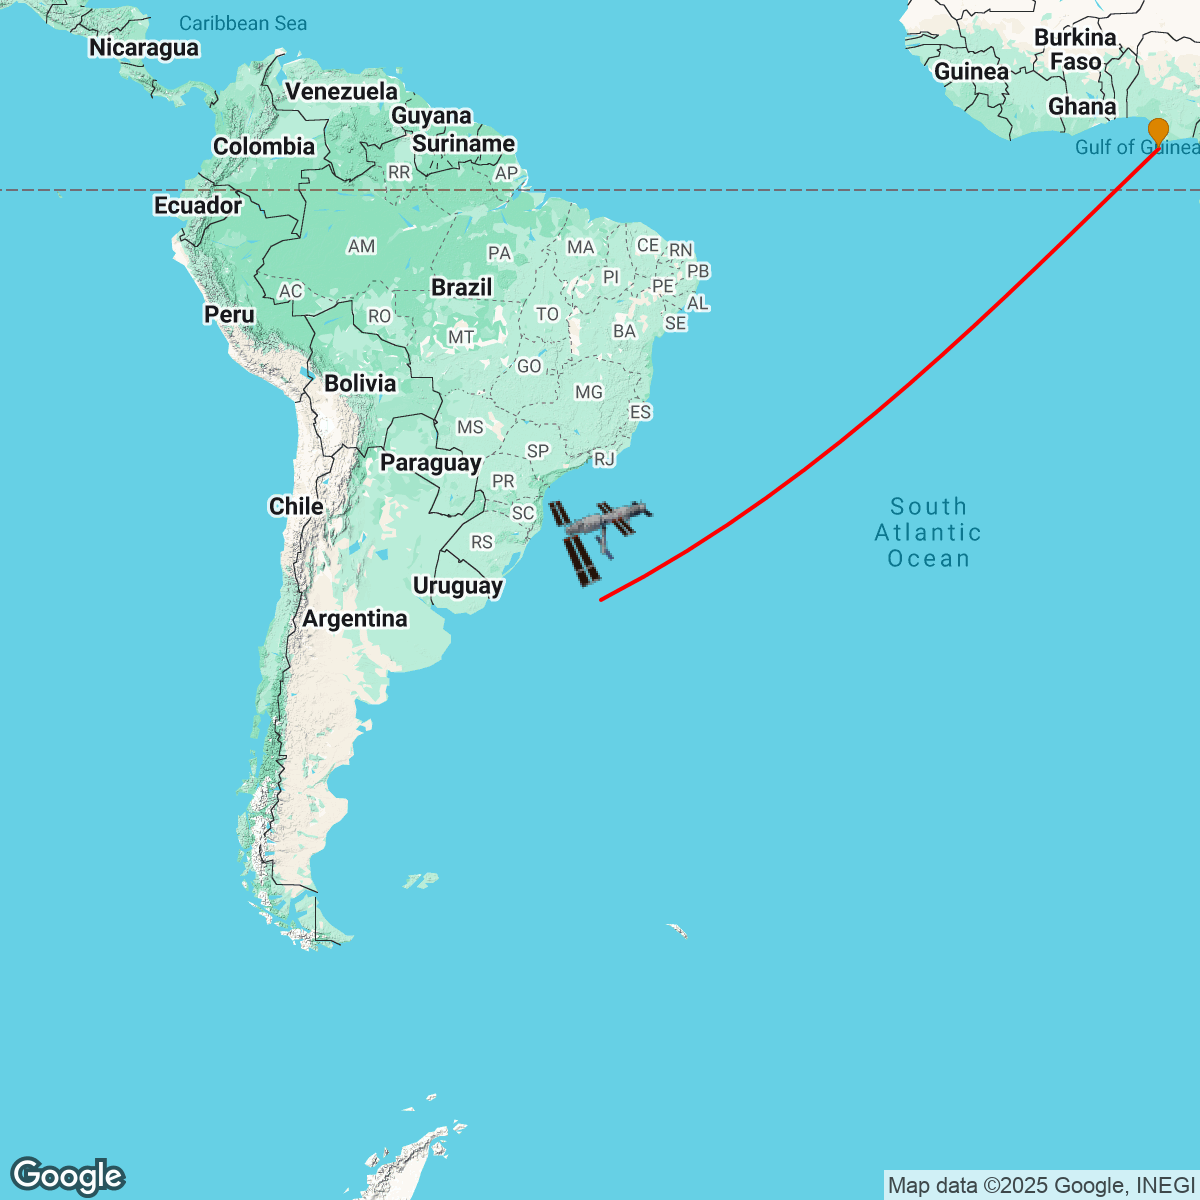 Caribbean Sea
Nicaragua
Burkina
Faso
Guinea
Venezuela
Guyana
Ghana
Colombia
Suriname
Gulf of Guinea
RR
AP
Ecuador
AM
PA
MA
CE
RN
PB
PI
PE
AC
Brazil
AL
Peru
RO
TO
SE
MT
BA
GO
Bolivia
MG
ES
MS
SP
RJ
Paraguay
PR
Chile
SC
South
Atlantic
Ocean
RS
Uruguay
Argentina
Google
Map data ©2025 Google, INEGI